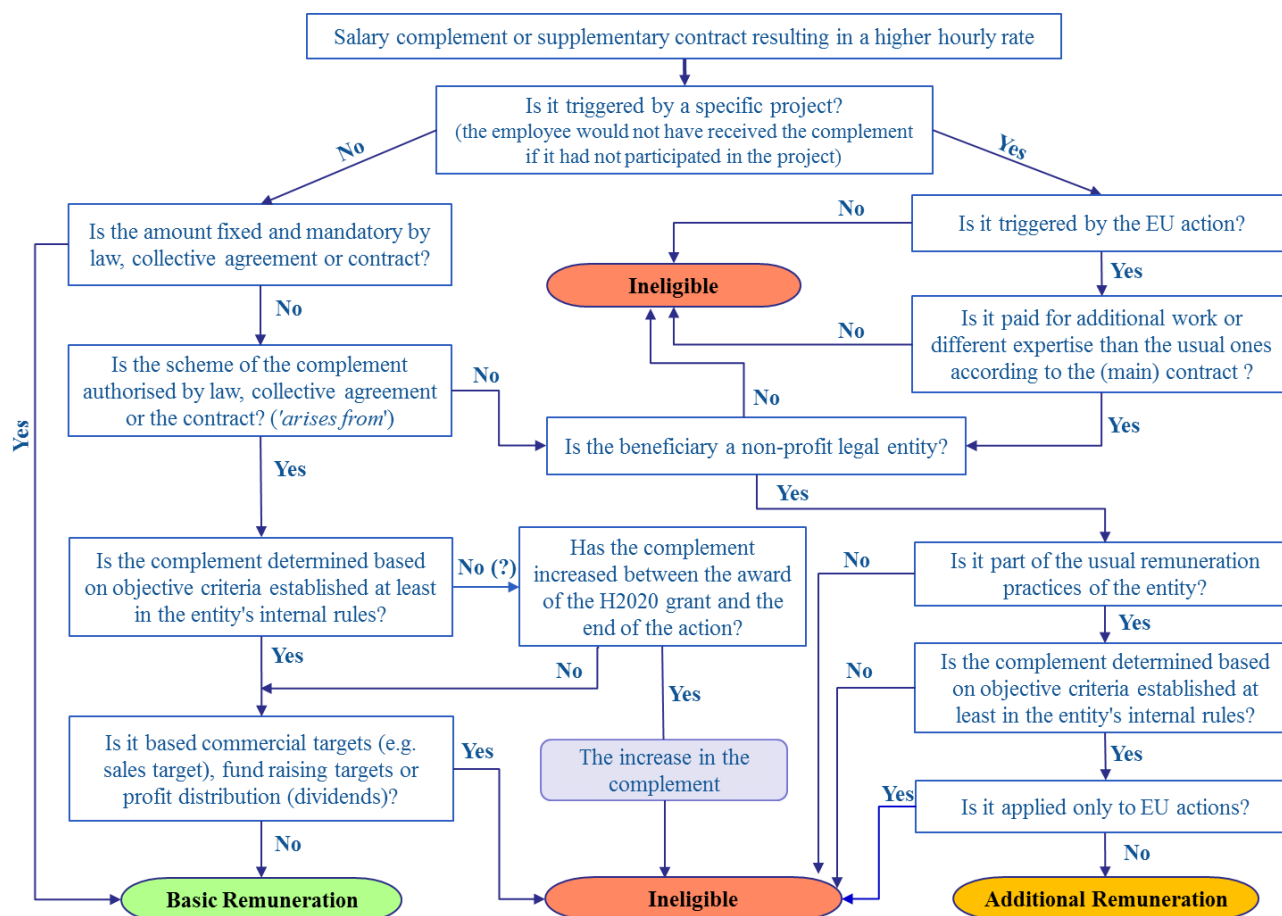 Salary complement or supplementary contract resulting in a higher hourly rate
Is it triggered by a specific project?
(the employee would not have received the complement
if it had not participated in the project)
No
Yes
Is the amount fixed and mandatory by
law, collective agreement or contract?
No
Is it triggered by the EU action?
Ineligible
Yes
No
Is the scheme of the complement
authorised by law, collective agreement
or the contract? ('arises from')
No
No
Is it paid for additional work or
different expertise than the usual ones
according to the (main) contract ?
No
Yes
Yes
Is the beneficiary a non-profit legal entity?
Yes
Yes
Is the complement determined based
on objective criteria established at least
in the entity's internal rules?
No (?)
Has the complement
increased between the award
of the H2020 grant and the
end of the action?
No
Is it part of the usual remuneration
practices of the entity?
Yes
Yes
No
Yes
No
Is the complement determined based
on objective criteria established at
least in the entity's internal rules?
Is it based commercial targets (e.g.
sales target), fund raising targets or
profit distribution (dividends)?
Yes
The increase in the
complement
Yes
Yes
Is it applied only to EU actions?
No
No
Basic Remuneration
Ineligible
Additional Remuneration